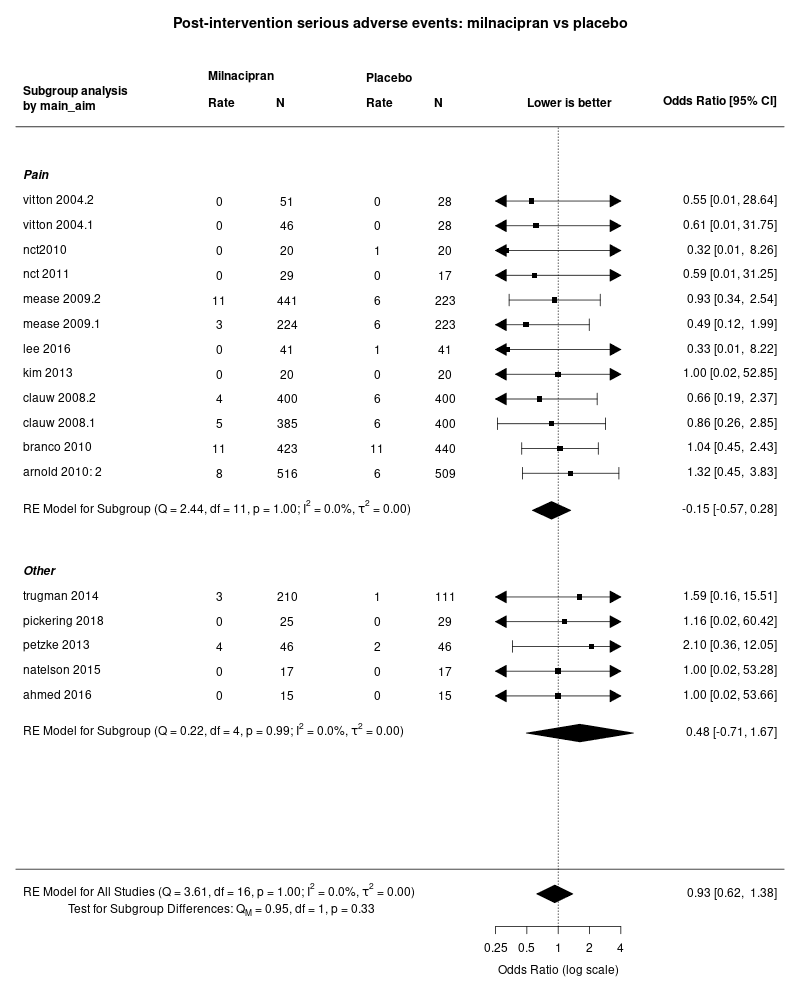 Post-intervention serious adverse events: milnacipran vs placebo
Milnacipran Placebo
Subgroup analysis
by main_aim
Rate N Rate N Lower is better Odds Ratio [95% CI]
Pain
vitton 2004.2 0 51 0 28 0.55 [0.01, 28.64]
vitton 2004.1 0 46 0 28 0.61 [0.01, 31.75]
nct2010 0 20 1 20 0.32 [0.01, 8.26]
nct 2011 0 29 0 17 0.59 [0.01, 31.25]
mease 2009.2 11 441 6 223 0.93 [0.34, 2.54]
mease 2009.1 3 224 6 223 0.49 [0.12, 1.99]
lee 2016 0 41 1 41 0.33 [0.01, 8.22]
kim 2013 0 20 0 20 1.00 [0.02, 52.85]
clauw 2008.2 4 400 6 400 0.66 [0.19, 2.37]
clauw 2008.1 5 385 6 400 0.86 [0.26, 2.85]
branco 2010 11 423 11 440 1.04 [0.45, 2.43]
arnold 2010: 2 8 516 6 509 1.32 [0.45, 3.83]
RE Model for Subgroup (Q = 2.44, df = 11, p = 1.00; I² = 0.0%, τ² = 0.00) -0.15 [-0.57, 0.28]
Other
trugman 2014 3 210 1 111 1.59 [0.16, 15.51]
pickering 2018 0 25 0 29 1.16 [0.02, 60.42]
petzke 2013 4 46 2 46 2.10 [0.36, 12.05]
natelson 2015 0 17 0 17 1.00 [0.02, 53.28]
ahmed 2016 0 15 0 15 1.00 [0.02, 53.66]
RE Model for Subgroup (Q = 0.22, df = 4, p = 0.99; I² = 0.0%, τ² = 0.00) 0.48 [-0.71, 1.67]
RE Model for All Studies (Q = 3.61, df = 16, p = 1.00; I² = 0.0%, τ² = 0.00) 0.93 [0.62, 1.38]
Test for Subgroup Differences: Q_M = 0.95, df = 1, p = 0.33
0.25 0.5 1 2 4
Odds Ratio (log scale)